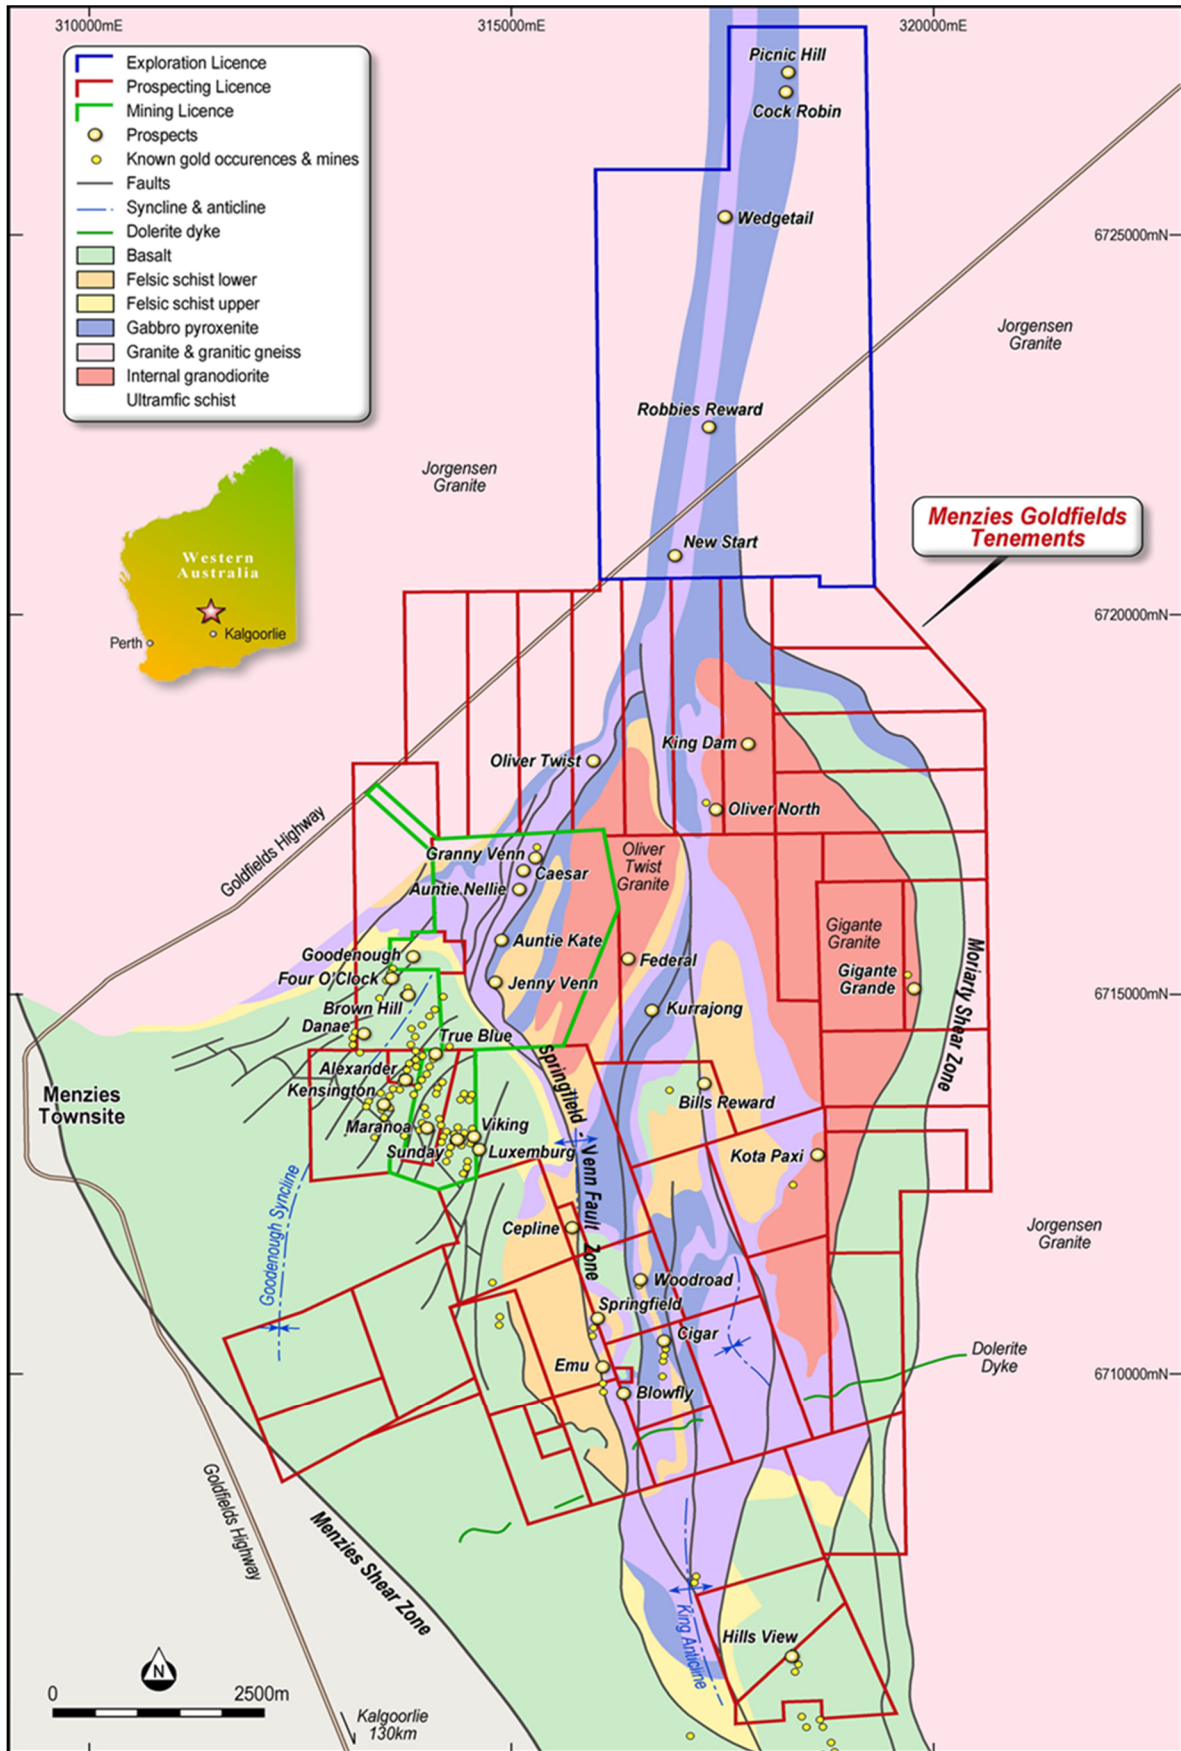 310000mE
315000mE
320000mE
Exploration Licence
Prospecting Licence
Mining Licence
Prospects
Known gold occurences & mines
Faults
Syncline & anticline
Dolerite dyke
Basalt
Felsic schist lower
Felsic schist upper
Gabbro pyroxenite
Granite & granitic gneiss
Internal granodiorite
Ultramfic schist
Picnic Hill
Cock Robin
Wedgetail
6725000mN
Jorgensen
Granite
Robbies Reward
Jorgensen
Granite
Menzies Goldfields
Tenements
New Start
Western
Australia
Kalgoorlie
Perth
6720000mN
King Dam
Oliver Twist
Oliver North
Goldfields Highway
Granny Venn
Caesar
Auntie Nellie
Oliver
Twist
Granite
Gigante
Granite
Auntie Kate
Goodenough
Federal
Four O'Clock
Jenny Venn
Gigante
Grande
6715000mN
Brown Hill
Kurrajong
Danae
True Blue
Moriarty Shear Zone
Alexander
Kensington
Menzies
Townsite
Bills Reward
Maranoa
Viking
Sunday
Luxemburg
Springfield - Venn Fault Zone
Kota Paxi
Goodenough Syncline
Cepline
Jorgensen
Granite
Woodroad
Springfield
Cigar
Dolerite
Dyke
Emu
Blowfly
6710000mN
Goldfields Highway
Menzies Shear Zone
King Anticline
Hills View
N
0
2500m
Kalgoorlie
130km